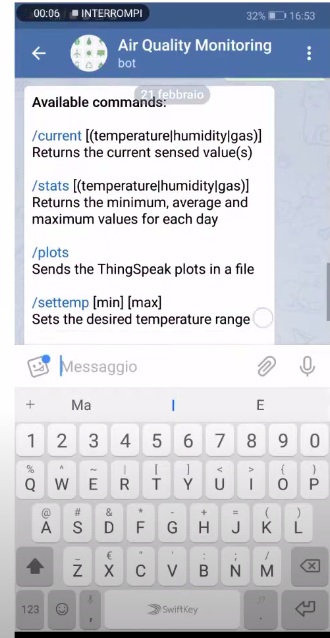 00:06 INTERROMPI 32% 16:53
Air Quality Monitoring
bot
21 febbraio
Available commands:
/current [(temperature|humidity|gas)]
Returns the current sensed value(s)
/stats [(temperature|humidity|gas)]
Returns the minimum, average and
maximum values for each day
/plots
Sends the ThingSpeak plots in a file
/settemp [min] [max]
Sets the desired temperature range
Messaggio
+ Ma I E
1 2 3 4 5 6 7 8 9 0
% ^ ~ | [ ] < > { }
Q W E R T Y U I O P
@ # & * - + = ( )
A S D F G H J K L
€ " ' : ; /
Z X C V B N M
123 , SwiftKey .